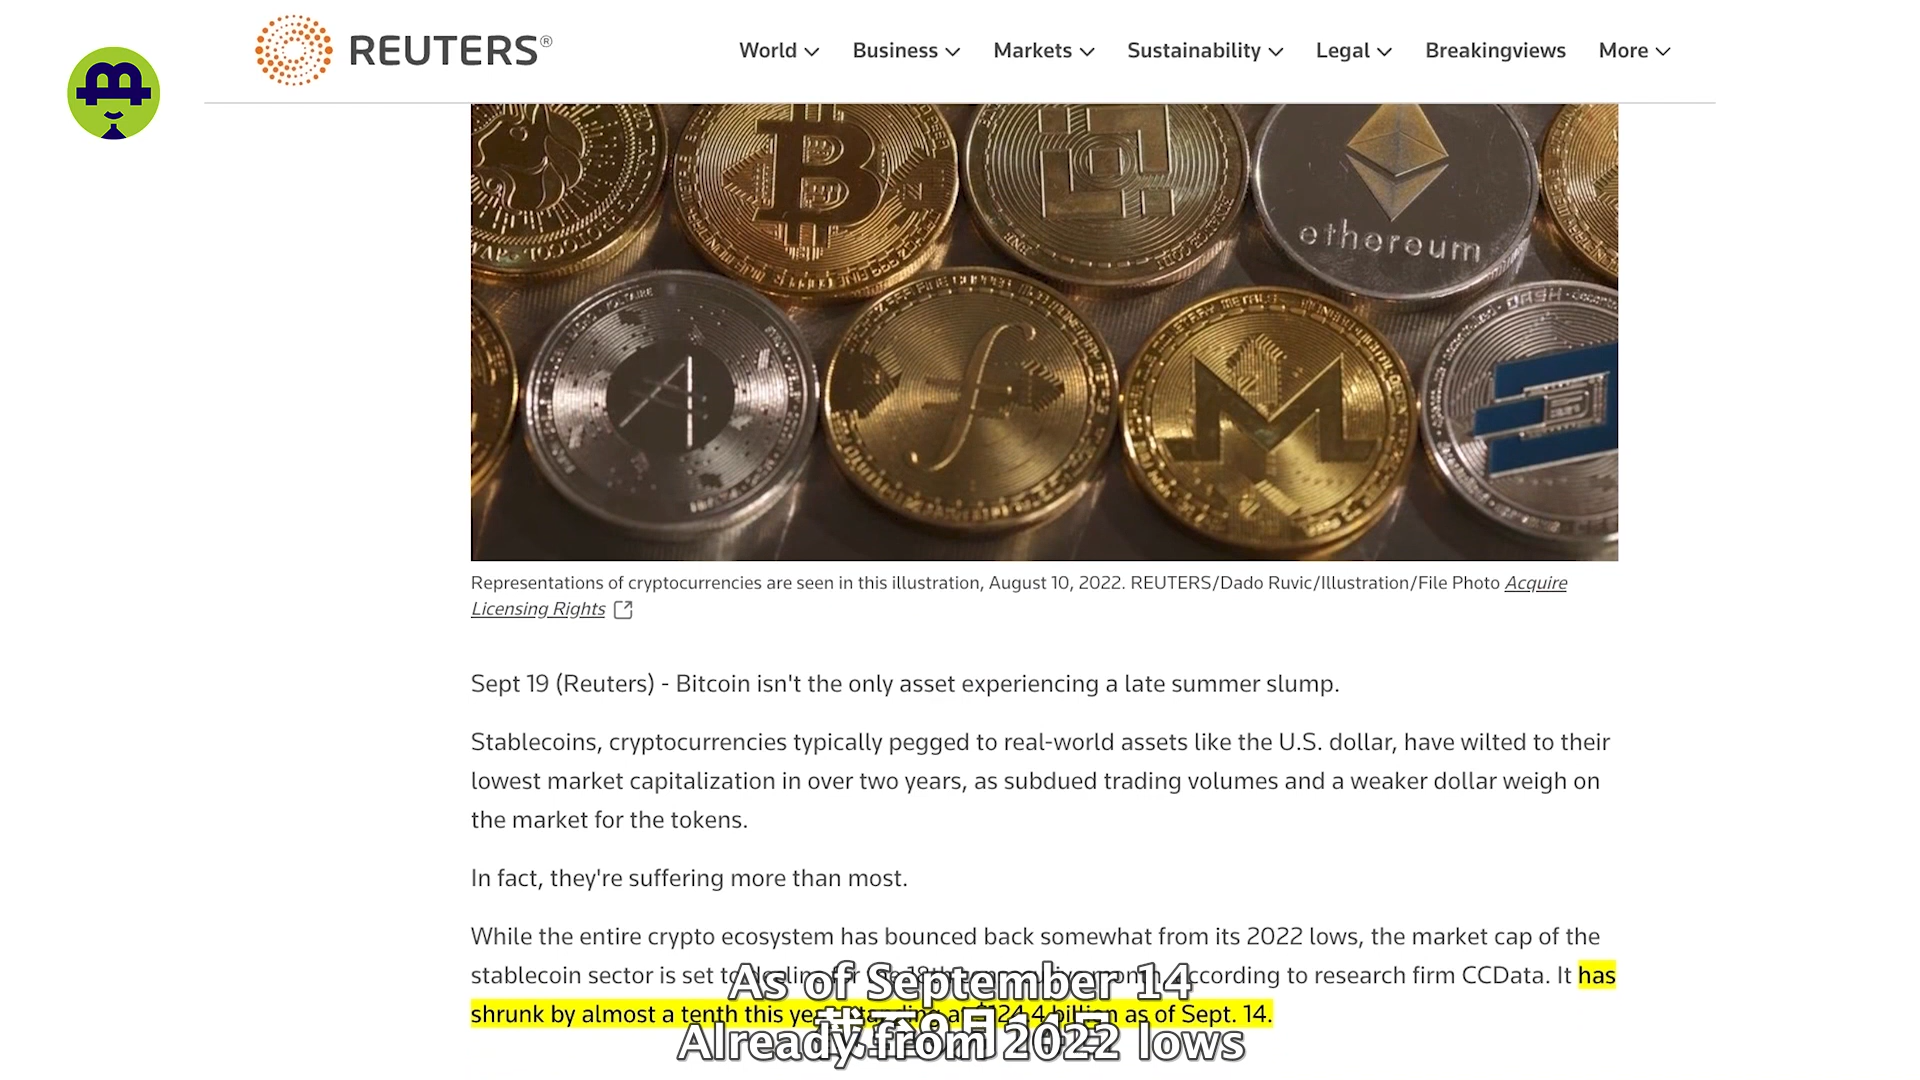 REUTERS®
World
Business
Markets
Sustainability
Legal
Breakingviews
More
ethereum
Representations of cryptocurrencies are seen in this illustration, August 10, 2022. REUTERS/Dado Ruvic/Illustration/File Photo Acquire
Licensing Rights
Sept 19 (Reuters) - Bitcoin isn't the only asset experiencing a late summer slump.
Stablecoins, cryptocurrencies typically pegged to real-world assets like the U.S. dollar, have wilted to their
lowest market capitalization in over two years, as subdued trading volumes and a weaker dollar weigh on
the market for the tokens.
In fact, they're suffering more than most.
While the entire crypto ecosystem has bounced back somewhat from its 2022 lows, the market cap of the
stablecoin sector is set according to research firm CCData. It has
shrunk by almost a tenth this $124.4 billion as of Sept. 14.
As of September 14
Already from 2022 lows